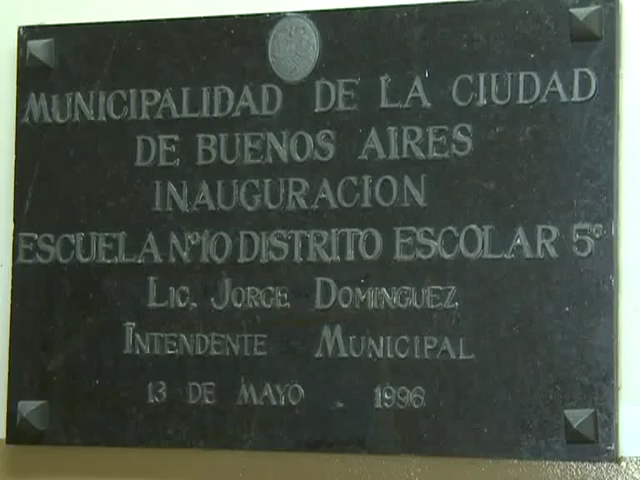 MUNICIPALIDAD DE LA CIUDAD
DE BUENOS AIRES
INAUGURACION
ESCUELA Nº10 DISTRITO ESCOLAR 5º
LIC. JORGE DOMINGUEZ
INTENDENTE MUNICIPAL
13 DE MAYO - 1996